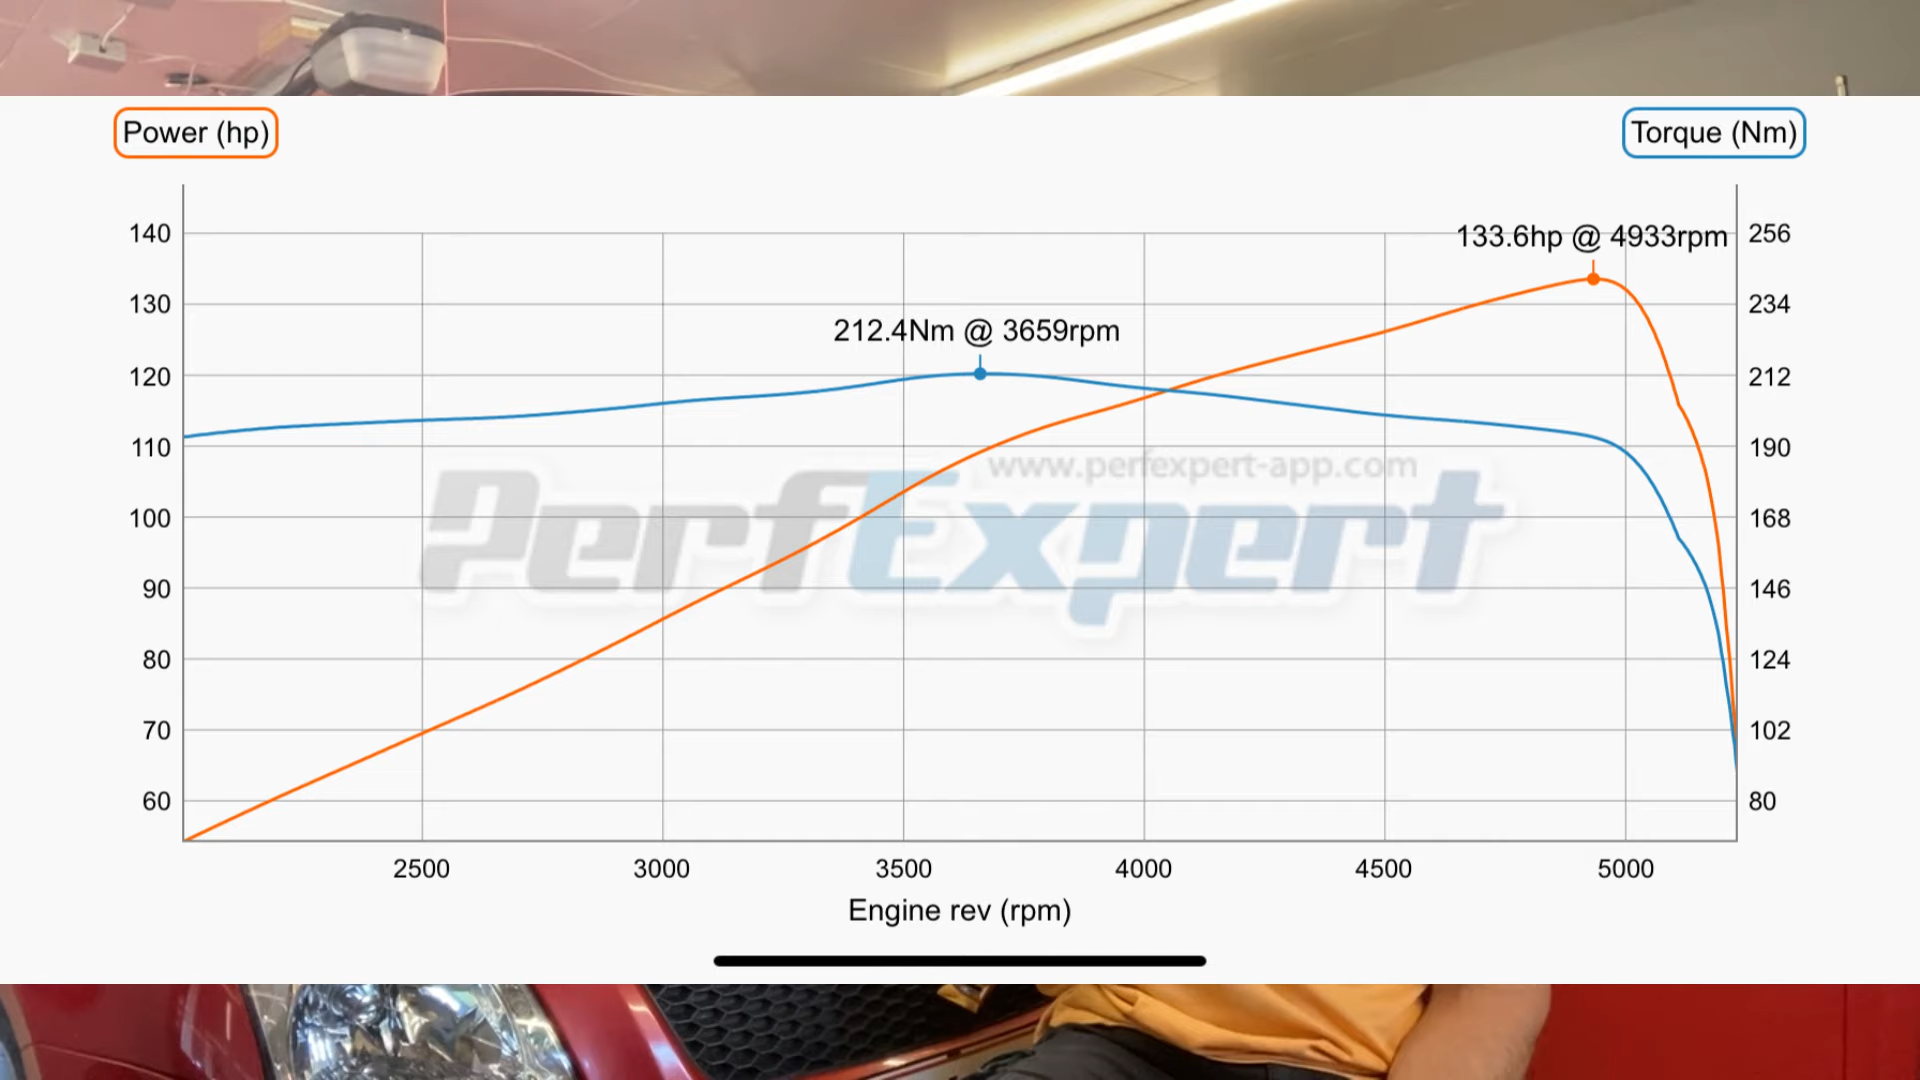 Power (hp)
Torque (Nm)
133.6hp @ 4933rpm
212.4Nm @ 3659rpm
140
130
120
110
100
90
80
70
60
256
234
212
190
168
146
124
102
80
www.perfexpert-app.com
PerfExpert
2500 3000 3500 4000 4500 5000
Engine rev (rpm)